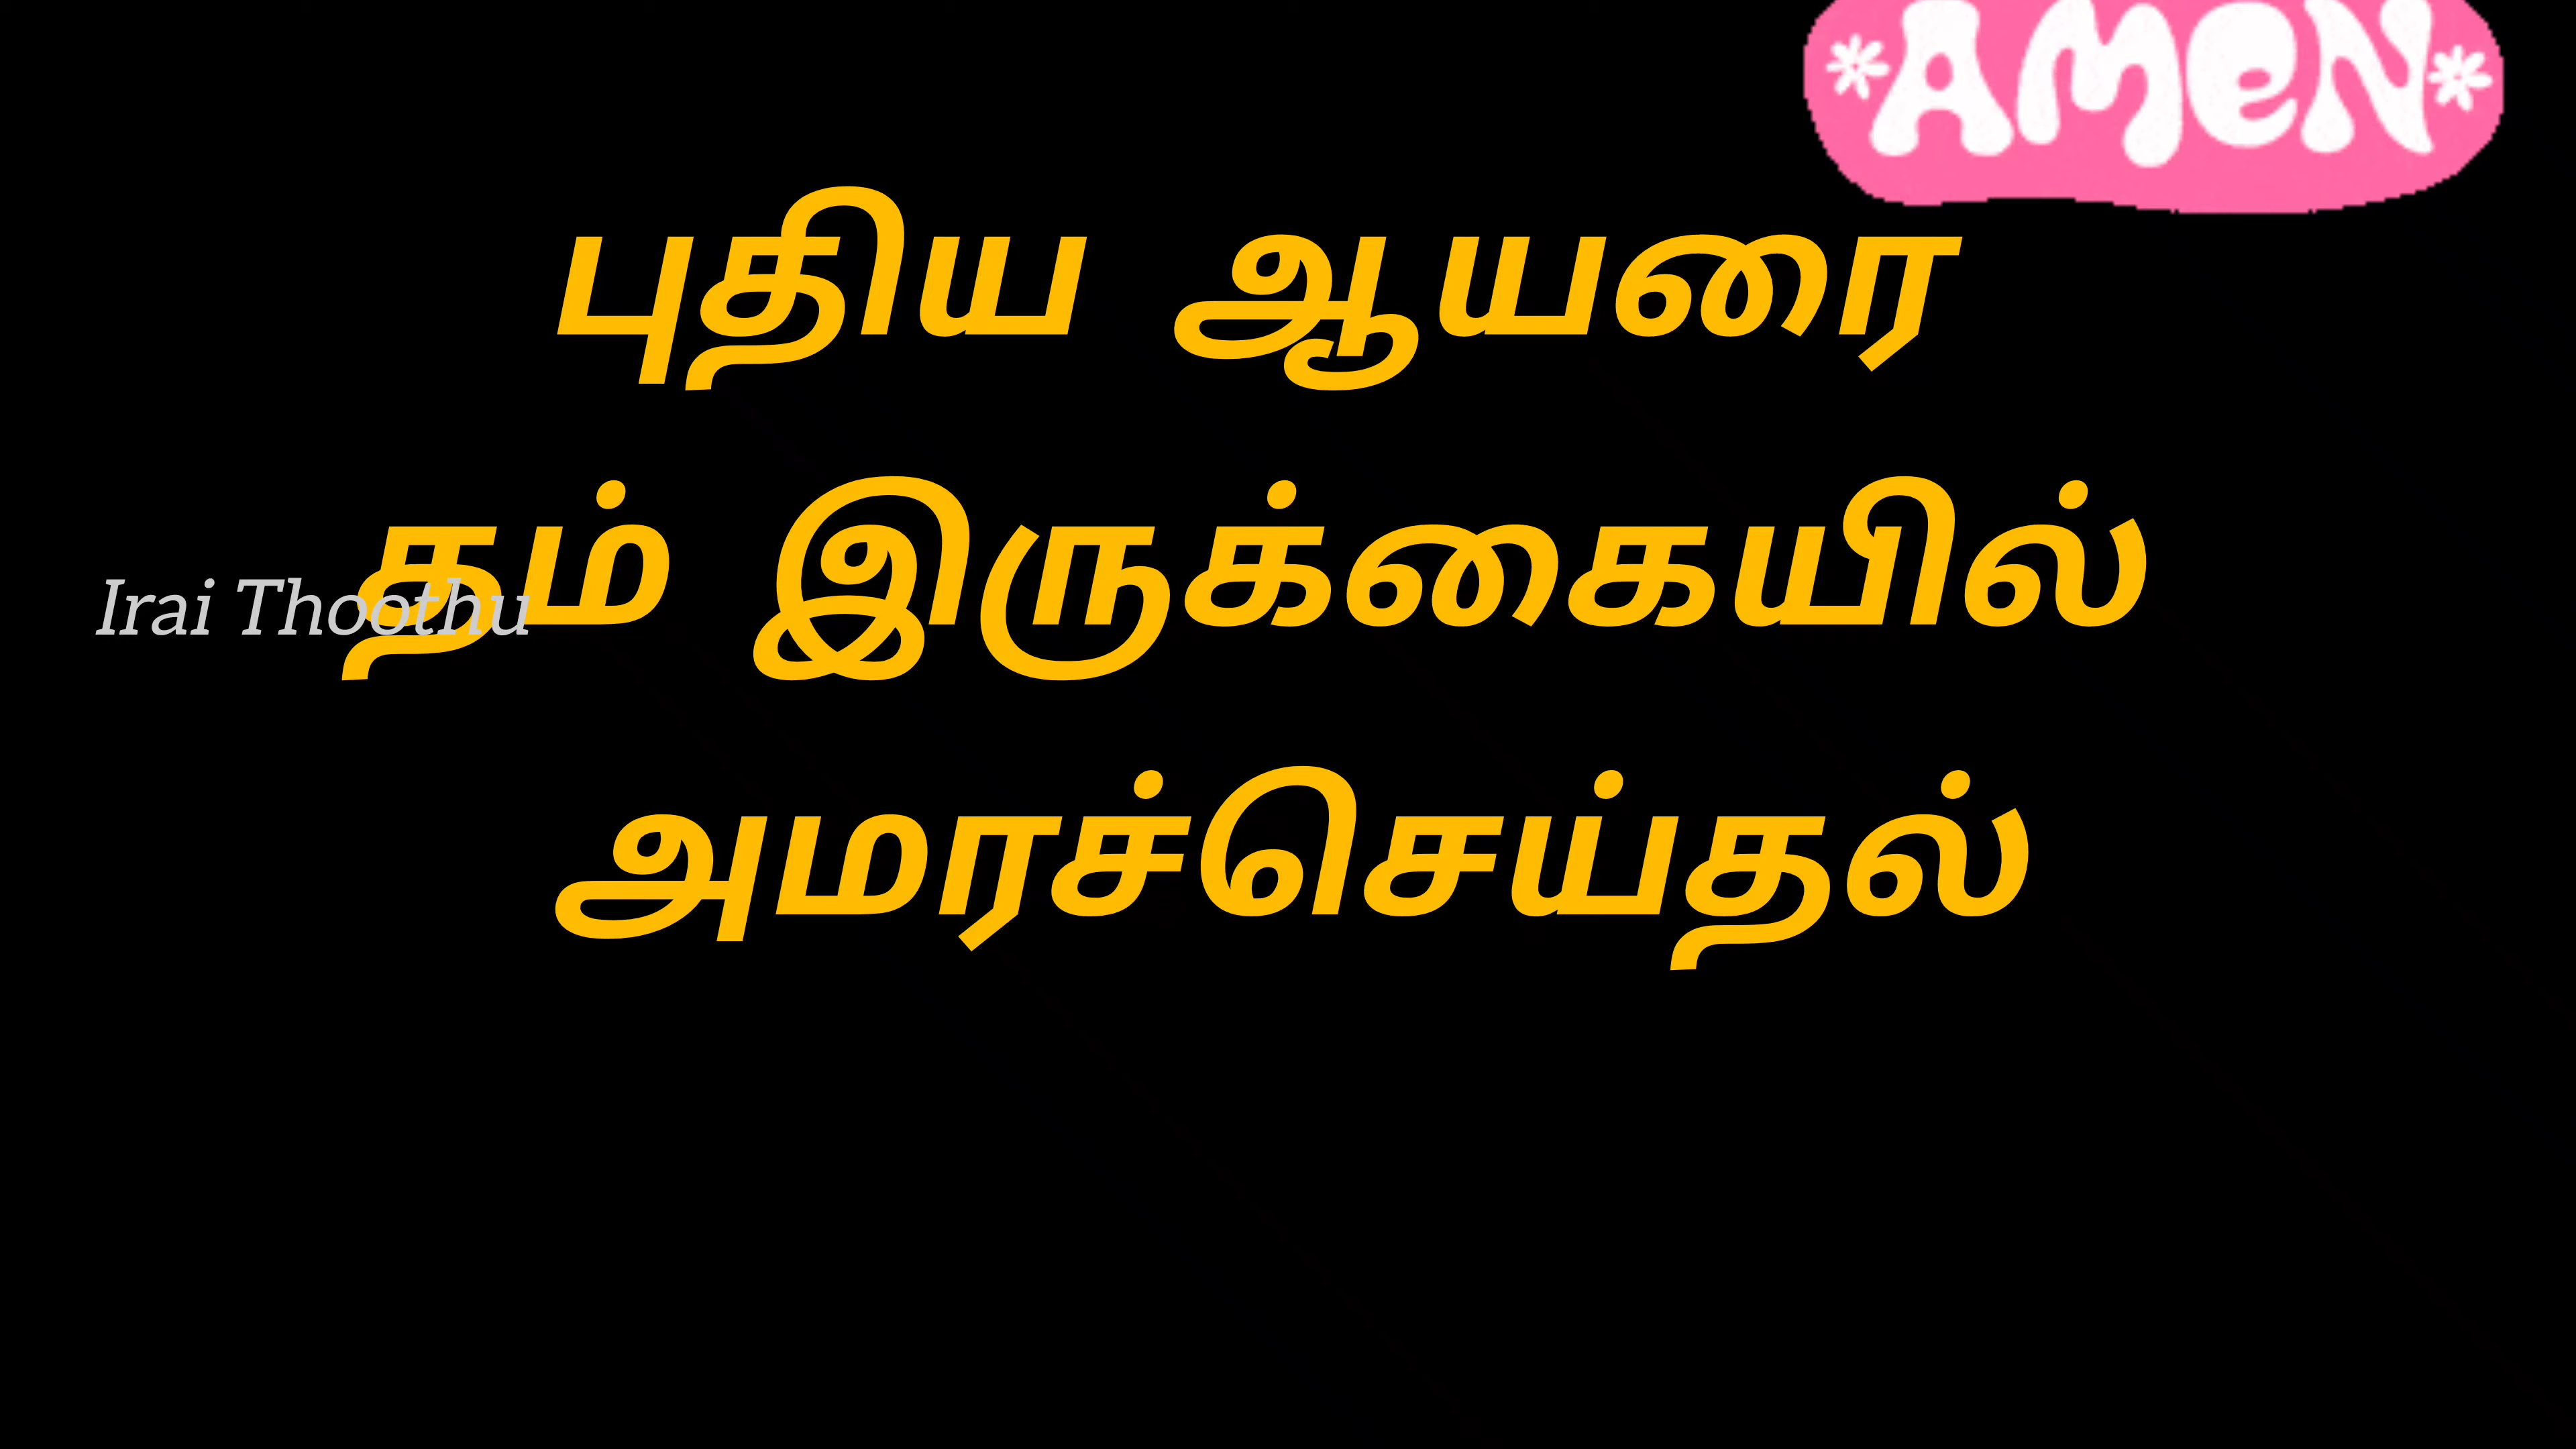 *AMEN*
புதிய ஆயரை
தம் இருக்கையில்
Irai Thoothu
அமரச்செய்தல்